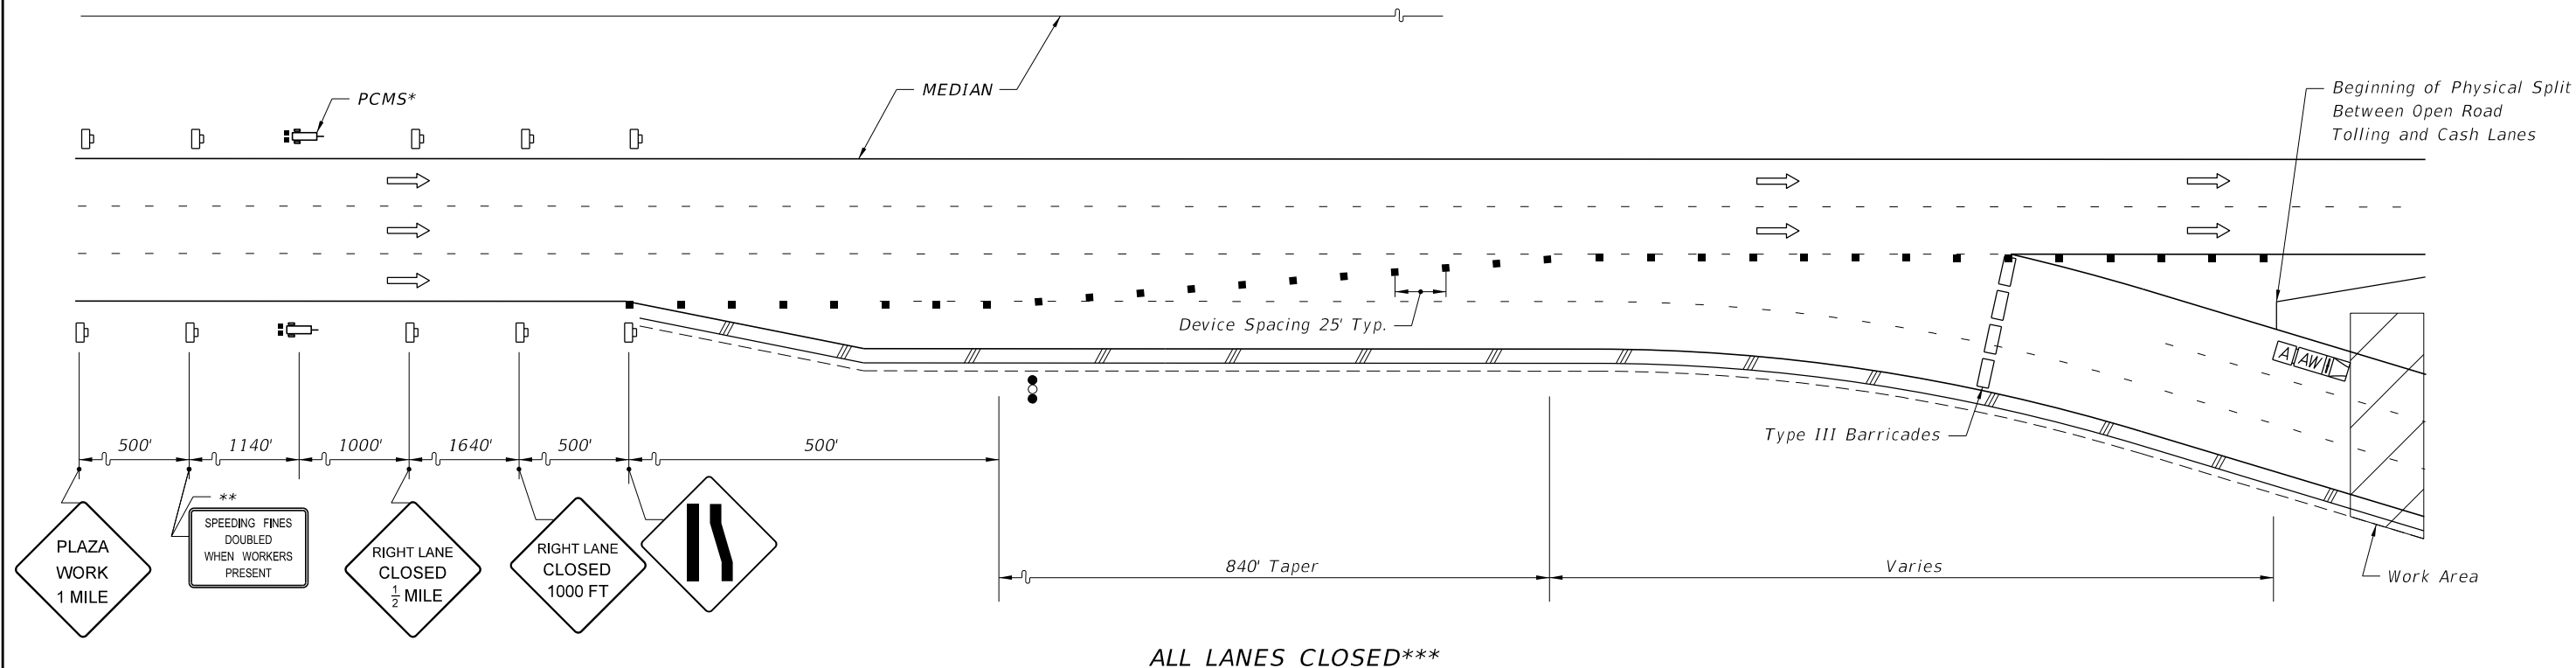 PCMS*
MEDIAN
Beginning of Physical Split
Between Open Road
Tolling and Cash Lanes
Device Spacing 25' Typ.
A
AW
Type III Barricades
500'
1140'
1000'
1640'
500'
500'
**
PLAZA
WORK
1 MILE
SPEEDING FINES
DOUBLED
WHEN WORKERS
PRESENT
RIGHT LANE
CLOSED
1/2 MILE
RIGHT LANE
CLOSED
1000 FT
840' Taper
Varies
Work Area
ALL LANES CLOSED***